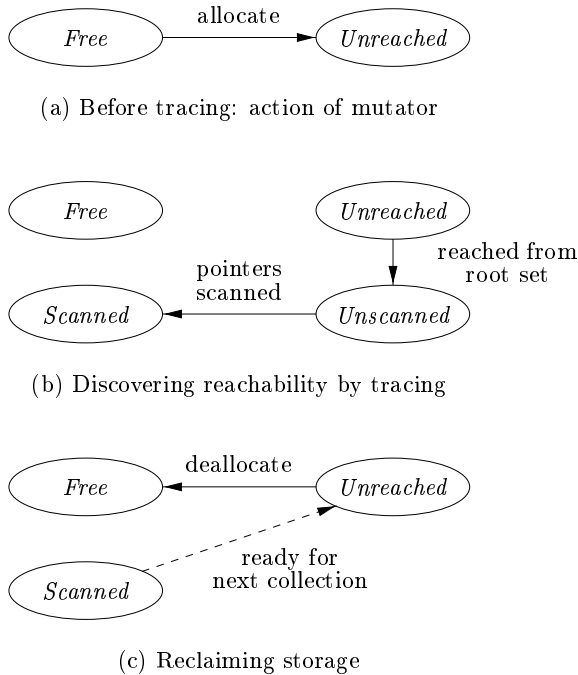 allocate
Free
Unreached
(a) Before tracing: action of mutator
Free
Unreached
reached from
root set
pointers
scanned
Scanned
Unscanned
(b) Discovering reachability by tracing
deallocate
Free
Unreached
ready for
next collection
Scanned
(c) Reclaiming storage